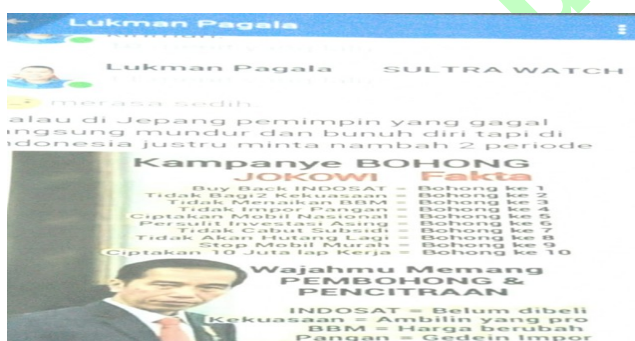 Lukman Pagala
Lukman Pagala SULTRA WATCH
merasa sedih.
alau di Jepang pemimpin yang gagal
ngsung mundur dan bunuh diri tapi di
ndonesia justru minta nambah 2 periode
Kampanye BOHONG
JOKOWI Fakta
Buy Back INDOSAT = Bohong ke 1
Tidak Bagi2 Kekuasaan = Bohong ke 2
Tidak Menaikan BBM = Bohong ke 3
Tidak Impor Pangan = Bohong ke 4
Ciptakan Mobil Nasional = Bohong ke 5
Persulit Investasi Asing = Bohong ke 6
Tidak Cabut Subsidi = Bohong ke 7
Tidak Akan Hutang Lagi = Bohong ke 8
Stop Mobil Murah = Bohong ke 9
Ciptakan 10 Juta lap Kerja = Bohong ke 10
Wajahmu Memang
PEMBOHONG &
PENCITRAAN
INDOSAT = Belum dibeli
Kekuasaan = Ambilin yang pro
BBM = Harga berubah
Pangan = Gedein Impor